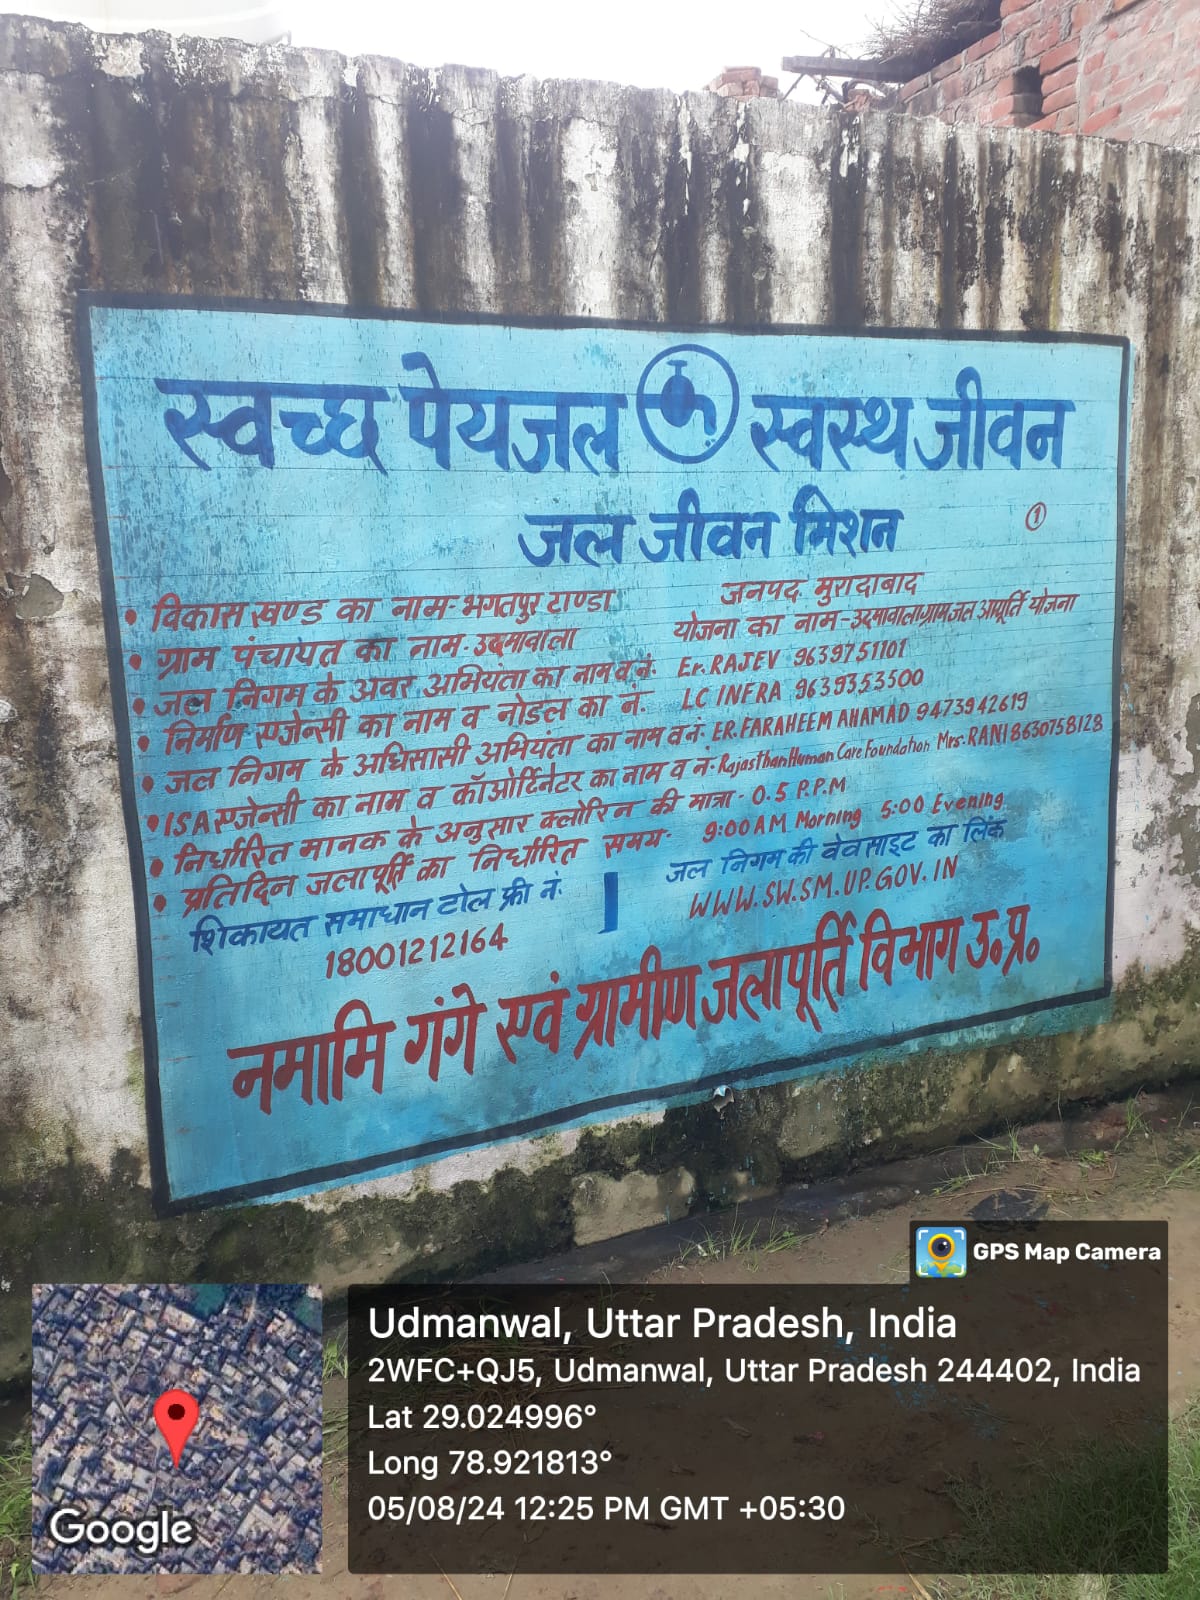 स्वच्छ पेयजल स्वस्थ जीवन
जल जीवन मिशन
1
• विकास खण्ड का नाम- भगतपुर टाण्डा जनपद मुरादाबाद
• ग्राम पंचायत का नाम- उदमावाला योजना का नाम- उदमावाला ग्राम जल आपूर्ति योजना
• जल निगम के अवर अभियंता का नाम व नं: Er. RAJEV 9639751101
• निर्माण एजेन्सी का नाम व नोडल का नं. LC INFRA 9639353500
• जल निगम के अधिसासी अभियंता का नाम व नं: ER. FARAHEEM AHAMAD 9473942619
• ISA एजेन्सी का नाम व कॉओर्डिनेटर का नाम व नं- Rajasthan Human Care Foundation Mrs. RANI 8630758128
• निर्धारित मानक के अनुसार क्लोरिन की मात्रा- 0.5 P.P.M
• प्रतिदिन जलापूर्ति का निर्धारित समय- 9:00 AM Morning 5:00 Evening
शिकायत समाधान टोल फ्री नं: जल निगम की वेवसाइट का लिंक
18001212164 WWW.SW.SM.UP.GOV.IN
नमामि गंगे एवं ग्रामीण जलापूर्ति विभाग उ०प्र०
GPS Map Camera
Udmanwal, Uttar Pradesh, India
2WFC+QJ5, Udmanwal, Uttar Pradesh 244402, India
Lat 29.024996°
Long 78.921813°
05/08/24 12:25 PM GMT +05:30
Google